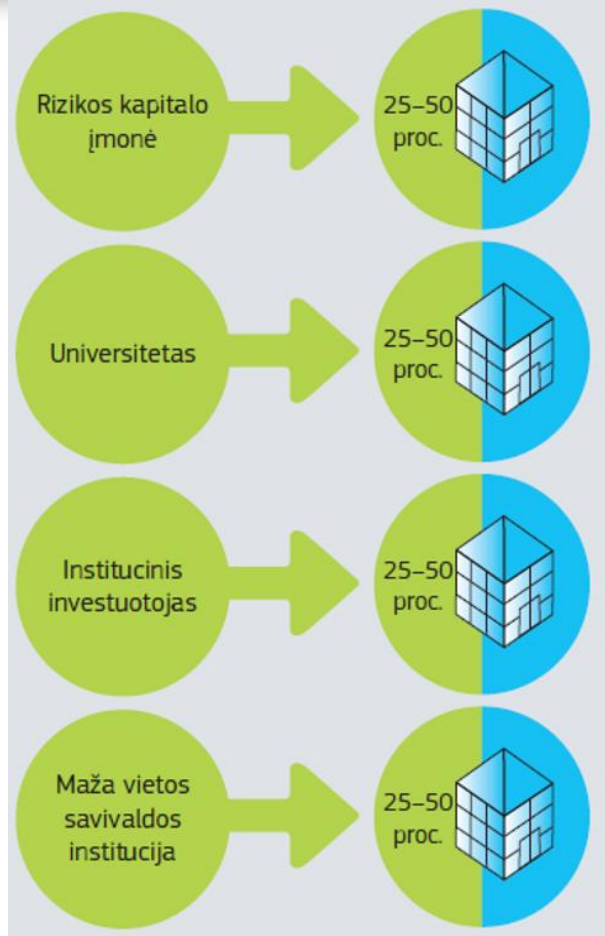 Rizikos kapitalo
įmonė
25–50
proc.
Universitetas
25–50
proc.
Institucinis
investuotojas
25–50
proc.
Maža vietos
savivaldos
institucija
25–50
proc.